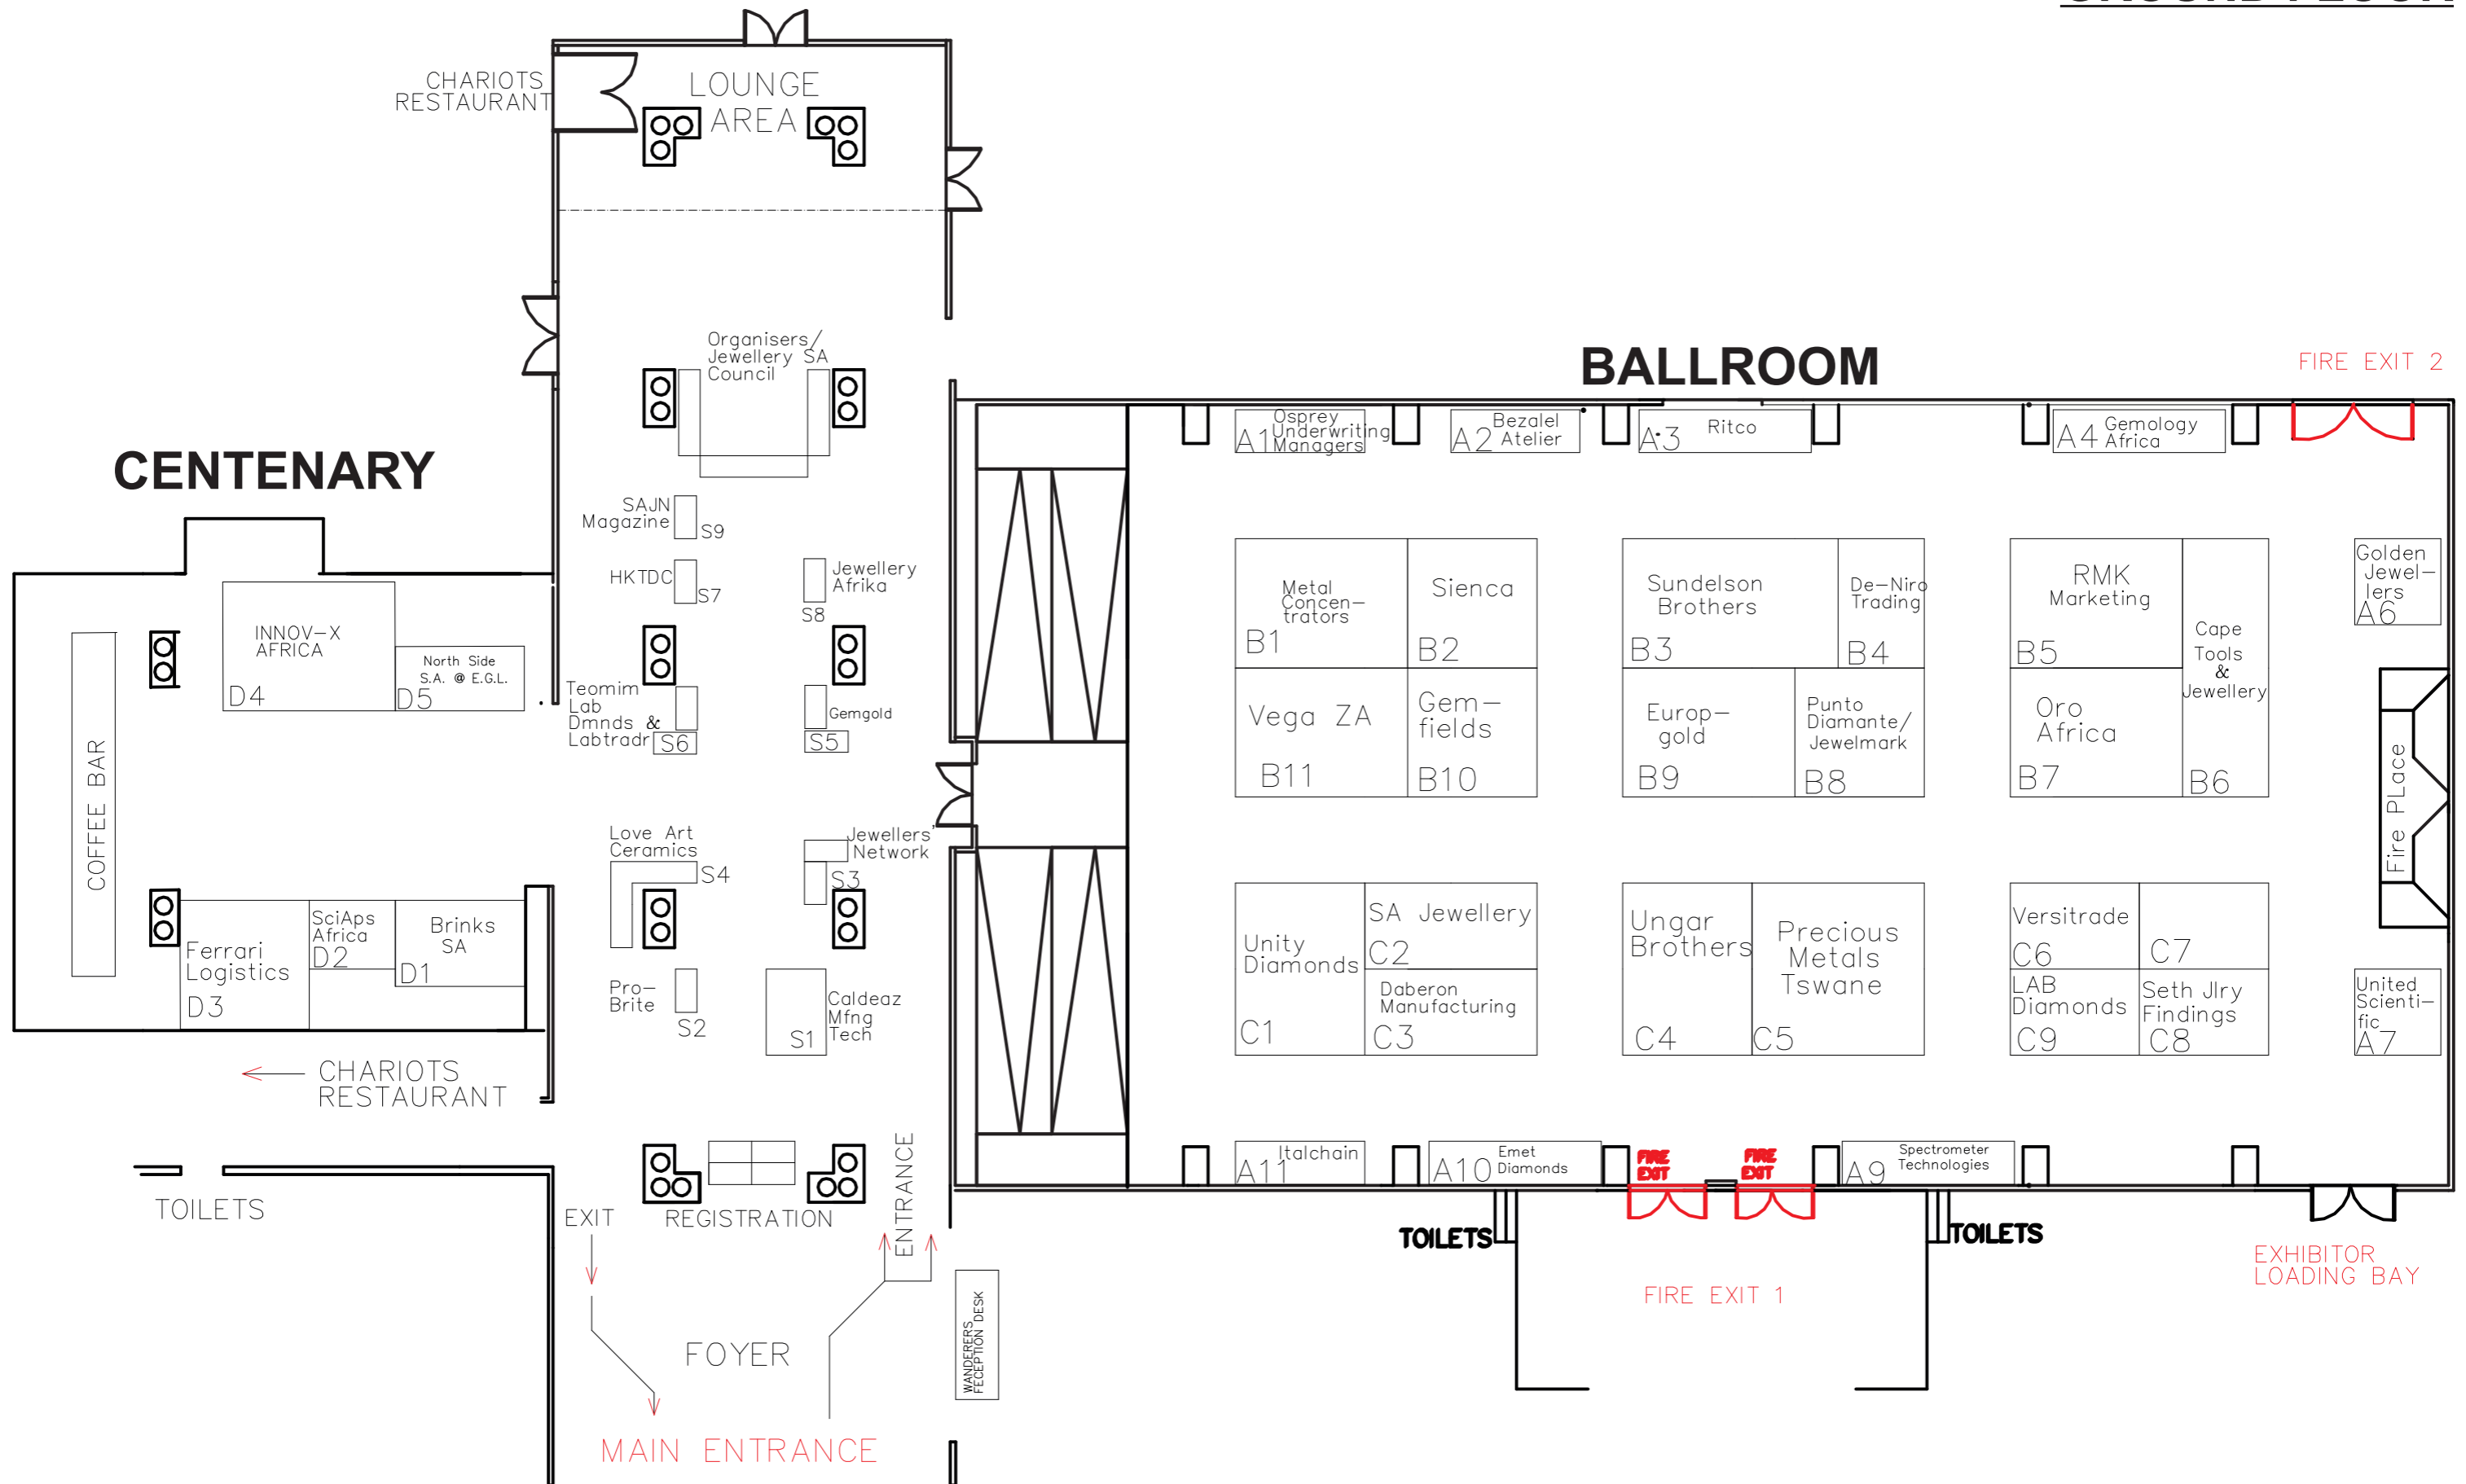 GROUND FLOOR
CHARIOTS
RESTAURANT
LOUNGE
AREA
Organisers/
Jewellery SA
Council
BALLROOM
FIRE EXIT 2
CENTENARY
SAJN
Magazine
S9
HKTDC
S7
Jewellery
Afrika
S8
Teomim
Lab
Dmnds &
Labtradr
S6
Gemgold
S5
Love Art
Ceramics
S4
Jewellers'
Network
S3
Pro-
Brite
S2
Caldeaz
Mfng
Tech
S1
COFFEE BAR
INNOV-X
AFRICA
D4
North Side
S.A. @ E.G.L.
D5
Ferrari
Logistics
D3
SciAps
Africa
D2
Brinks
SA
D1
CHARIOTS
RESTAURANT
TOILETS
EXIT
REGISTRATION
ENTRANCE
FOYER
WANDERERS
FECEPTION DESK
MAIN ENTRANCE
Osprey
Underwriting
Managers
A1
Bezalel
Atelier
A2
Ritco
A3
Gemology
Africa
A4
Metal
Concen-
trators
B1
Sienca
B2
Sundelson
Brothers
B3
De-Niro
Trading
B4
RMK
Marketing
B5
Cape
Tools
&
Jewellery
B6
Golden
Jewel-
lers
A6
Vega ZA
B11
Gem-
fields
B10
Europ-
gold
B9
Punto
Diamante/
Jewelmark
B8
Oro
Africa
B7
Fire PLace
Unity
Diamonds
C1
SA Jewellery
C2
Daberon
Manufacturing
C3
Ungar
Brothers
C4
Precious
Metals
Tswane
C5
Versitrade
C6
C7
LAB
Diamonds
C9
Seth Jlry
Findings
C8
United
Scienti-
fic
A7
Italchain
A11
Emet
Diamonds
A10
FIRE
EXIT
FIRE
EXIT
Spectrometer
Technologies
A9
TOILETS
TOILETS
FIRE EXIT 1
EXHIBITOR
LOADING BAY